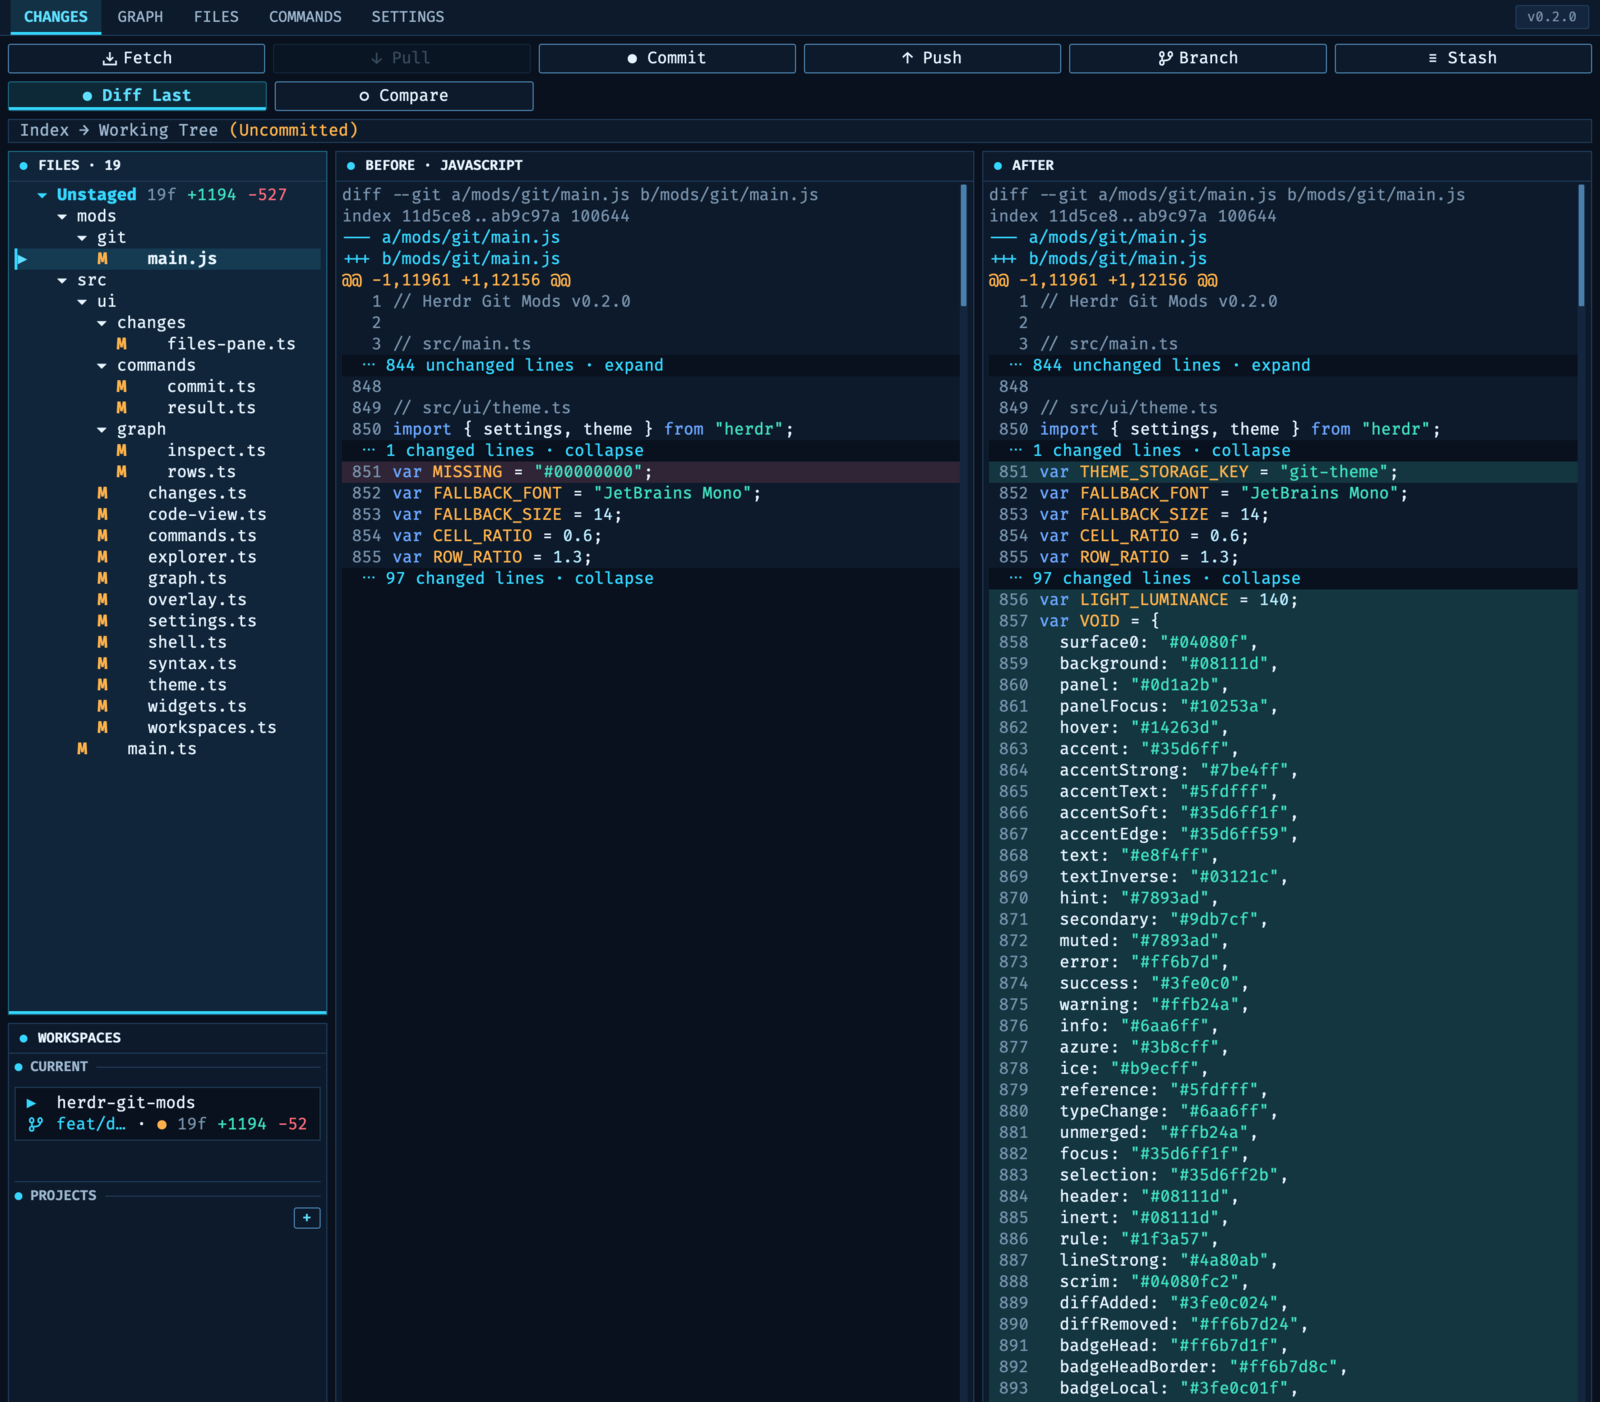 CHANGES GRAPH FILES COMMANDS SETTINGS v0.2.0
Fetch ↓ Pull ● Commit ↑ Push Branch ≡ Stash
● Diff Last ○ Compare
Index → Working Tree (Uncommitted)
● FILES · 19
▼ Unstaged 19f +1194 -527
▼ mods
▼ git
▶ M main.js
▼ src
▼ ui
▼ changes
M files-pane.ts
▼ commands
M commit.ts
M result.ts
▼ graph
M inspect.ts
M rows.ts
M changes.ts
M code-view.ts
M commands.ts
M explorer.ts
M graph.ts
M overlay.ts
M settings.ts
M shell.ts
M syntax.ts
M theme.ts
M widgets.ts
M workspaces.ts
M main.ts
● WORKSPACES
● CURRENT
▶ herdr-git-mods
feat/d… · ● 19f +1194 -52
● PROJECTS
+
● BEFORE · JAVASCRIPT
diff --git a/mods/git/main.js b/mods/git/main.js
index 11d5ce8..ab9c97a 100644
--- a/mods/git/main.js
+++ b/mods/git/main.js
@@ -1,11961 +1,12156 @@
1 // Herdr Git Mods v0.2.0
2
3 // src/main.ts
··· 844 unchanged lines · expand
848
849 // src/ui/theme.ts
850 import { settings, theme } from "herdr";
··· 1 changed lines · collapse
851 var MISSING = "#00000000";
852 var FALLBACK_FONT = "JetBrains Mono";
853 var FALLBACK_SIZE = 14;
854 var CELL_RATIO = 0.6;
855 var ROW_RATIO = 1.3;
··· 97 changed lines · collapse
● AFTER
diff --git a/mods/git/main.js b/mods/git/main.js
index 11d5ce8..ab9c97a 100644
--- a/mods/git/main.js
+++ b/mods/git/main.js
@@ -1,11961 +1,12156 @@
1 // Herdr Git Mods v0.2.0
2
3 // src/main.ts
··· 844 unchanged lines · expand
848
849 // src/ui/theme.ts
850 import { settings, theme } from "herdr";
··· 1 changed lines · collapse
851 var THEME_STORAGE_KEY = "git-theme";
852 var FALLBACK_FONT = "JetBrains Mono";
853 var FALLBACK_SIZE = 14;
854 var CELL_RATIO = 0.6;
855 var ROW_RATIO = 1.3;
··· 97 changed lines · collapse
856 var LIGHT_LUMINANCE = 140;
857 var VOID = {
858 surface0: "#04080f",
859 background: "#08111d",
860 panel: "#0d1a2b",
861 panelFocus: "#10253a",
862 hover: "#14263d",
863 accent: "#35d6ff",
864 accentStrong: "#7be4ff",
865 accentText: "#5fdfff",
866 accentSoft: "#35d6ff1f",
867 accentEdge: "#35d6ff59",
868 text: "#e8f4ff",
869 textInverse: "#03121c",
870 hint: "#7893ad",
871 secondary: "#9db7cf",
872 muted: "#7893ad",
873 error: "#ff6b7d",
874 success: "#3fe0c0",
875 warning: "#ffb24a",
876 info: "#6aa6ff",
877 azure: "#3b8cff",
878 ice: "#b9ecff",
879 reference: "#5fdfff",
880 typeChange: "#6aa6ff",
881 unmerged: "#ffb24a",
882 focus: "#35d6ff1f",
883 selection: "#35d6ff2b",
884 header: "#08111d",
885 inert: "#08111d",
886 rule: "#1f3a57",
887 lineStrong: "#4a80ab",
888 scrim: "#04080fc2",
889 diffAdded: "#3fe0c024",
890 diffRemoved: "#ff6b7d24",
891 badgeHead: "#ff6b7d1f",
892 badgeHeadBorder: "#ff6b7d8c",
893 badgeLocal: "#3fe0c01f",